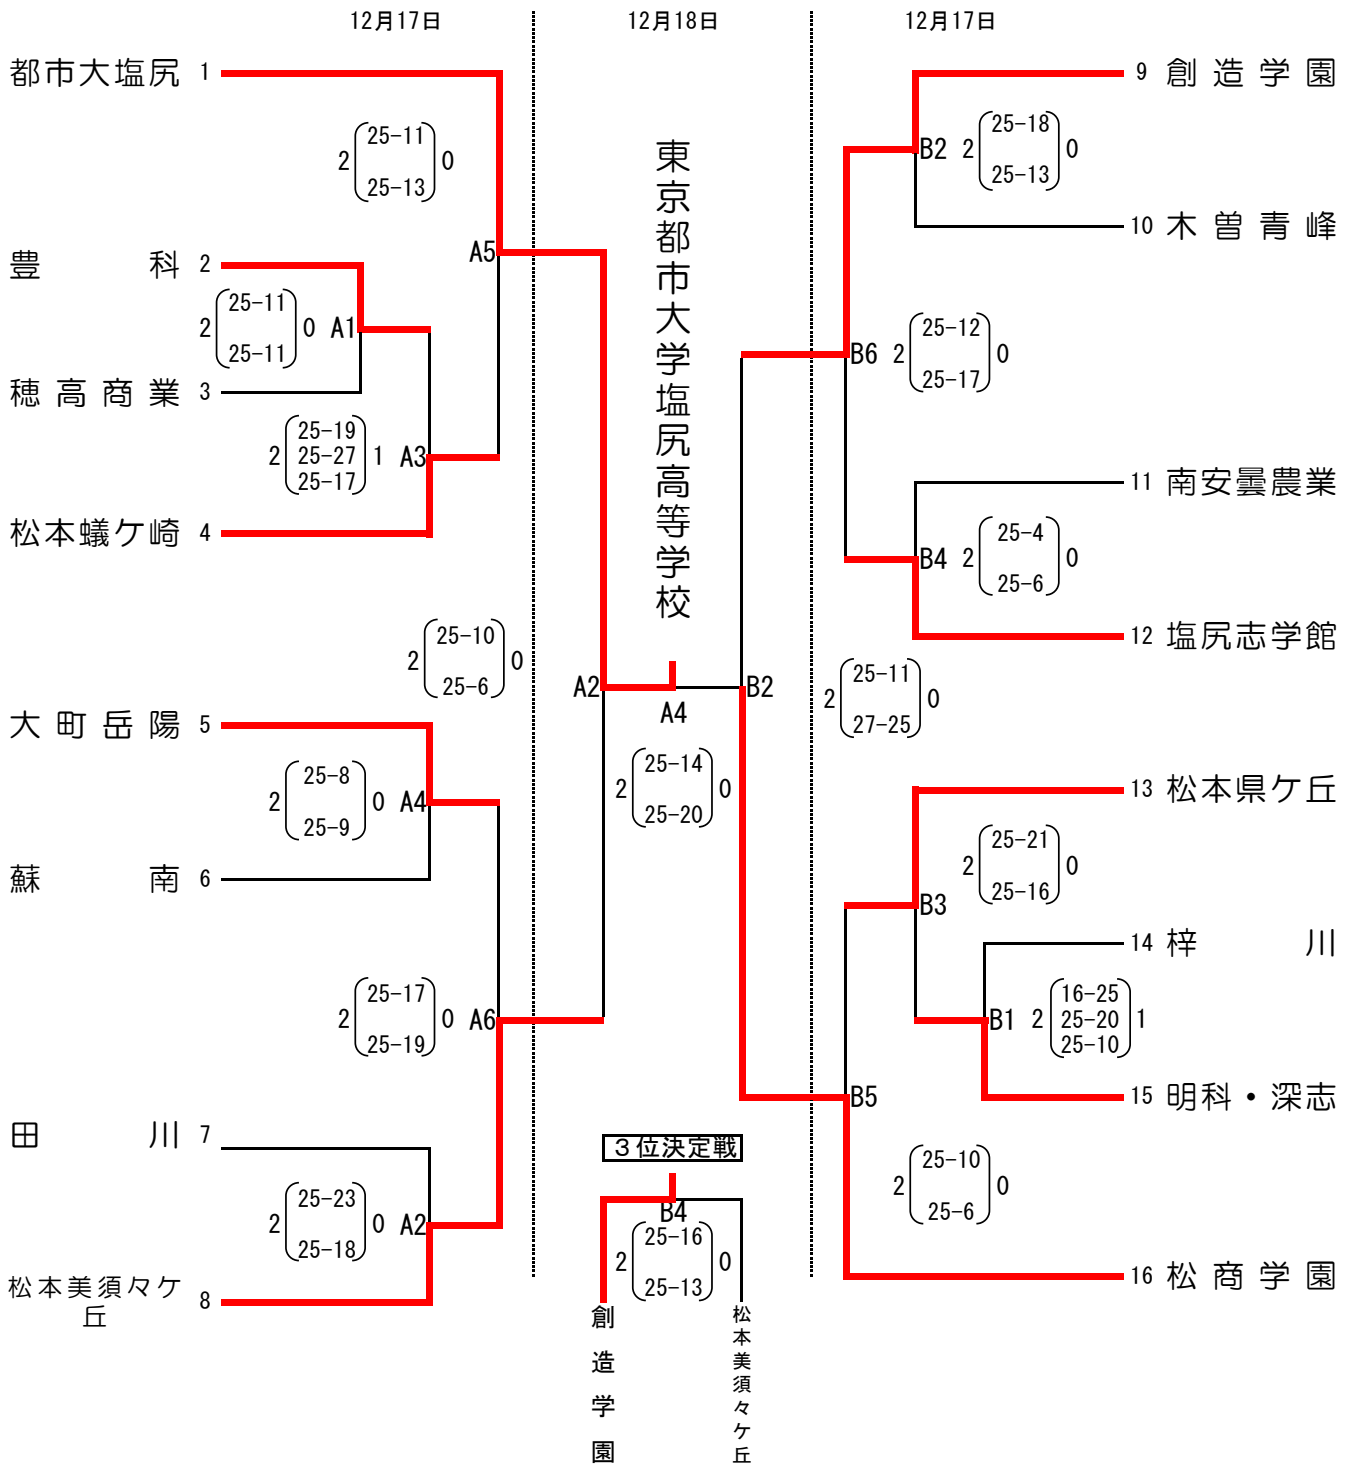 12月17日
12月18日
12月17日
都市大塩尻 1
9 創造学園
25-11
2 0
25-13
A5
25-18
B2 2 0
25-13
10 木曽青峰
豊科 2
25-11
2 0 A1
25-11
穂高商業 3
25-19
2 25-27 1 A3
25-17
松本蟻ケ崎 4
東京都市大学塩尻高等学校
25-12
B6 2 0
25-17
11 南安曇農業
25-4
B4 2 0
25-6
12 塩尻志学館
25-10
2 0
25-6
A2
A4
25-14
2 0
25-20
B2
25-11
2 0
27-25
大町岳陽 5
25-8
2 0 A4
25-9
蘇南 6
13 松本県ケ丘
25-21
2 0
25-16
B3
14 梓川
16-25
B1 2 25-20 1
25-10
15 明科・深志
25-17
2 0 A6
25-19
B5
25-10
2 0
25-6
16 松商学園
田川 7
25-23
2 0 A2
25-18
松本美須々ケ
丘
8
3位決定戦
B4
25-16
2 0
25-13
創造学園
松本美須々ケ丘